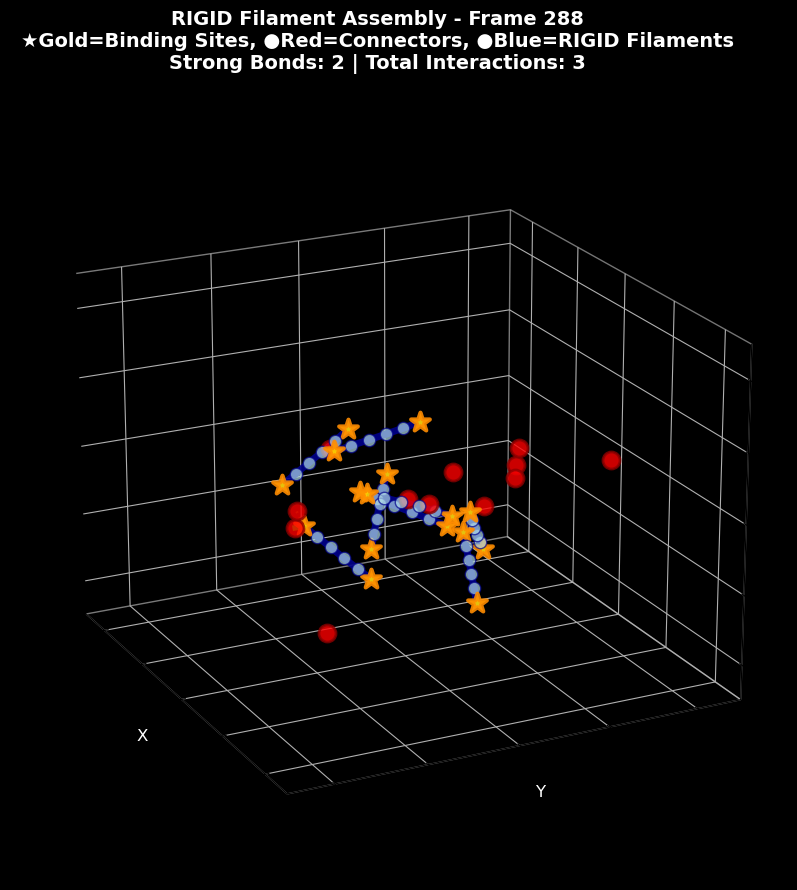 RIGID Filament Assembly - Frame 288
★Gold=Binding Sites, ●Red=Connectors, ●Blue=RIGID Filaments
Strong Bonds: 2 | Total Interactions: 3
X
Y